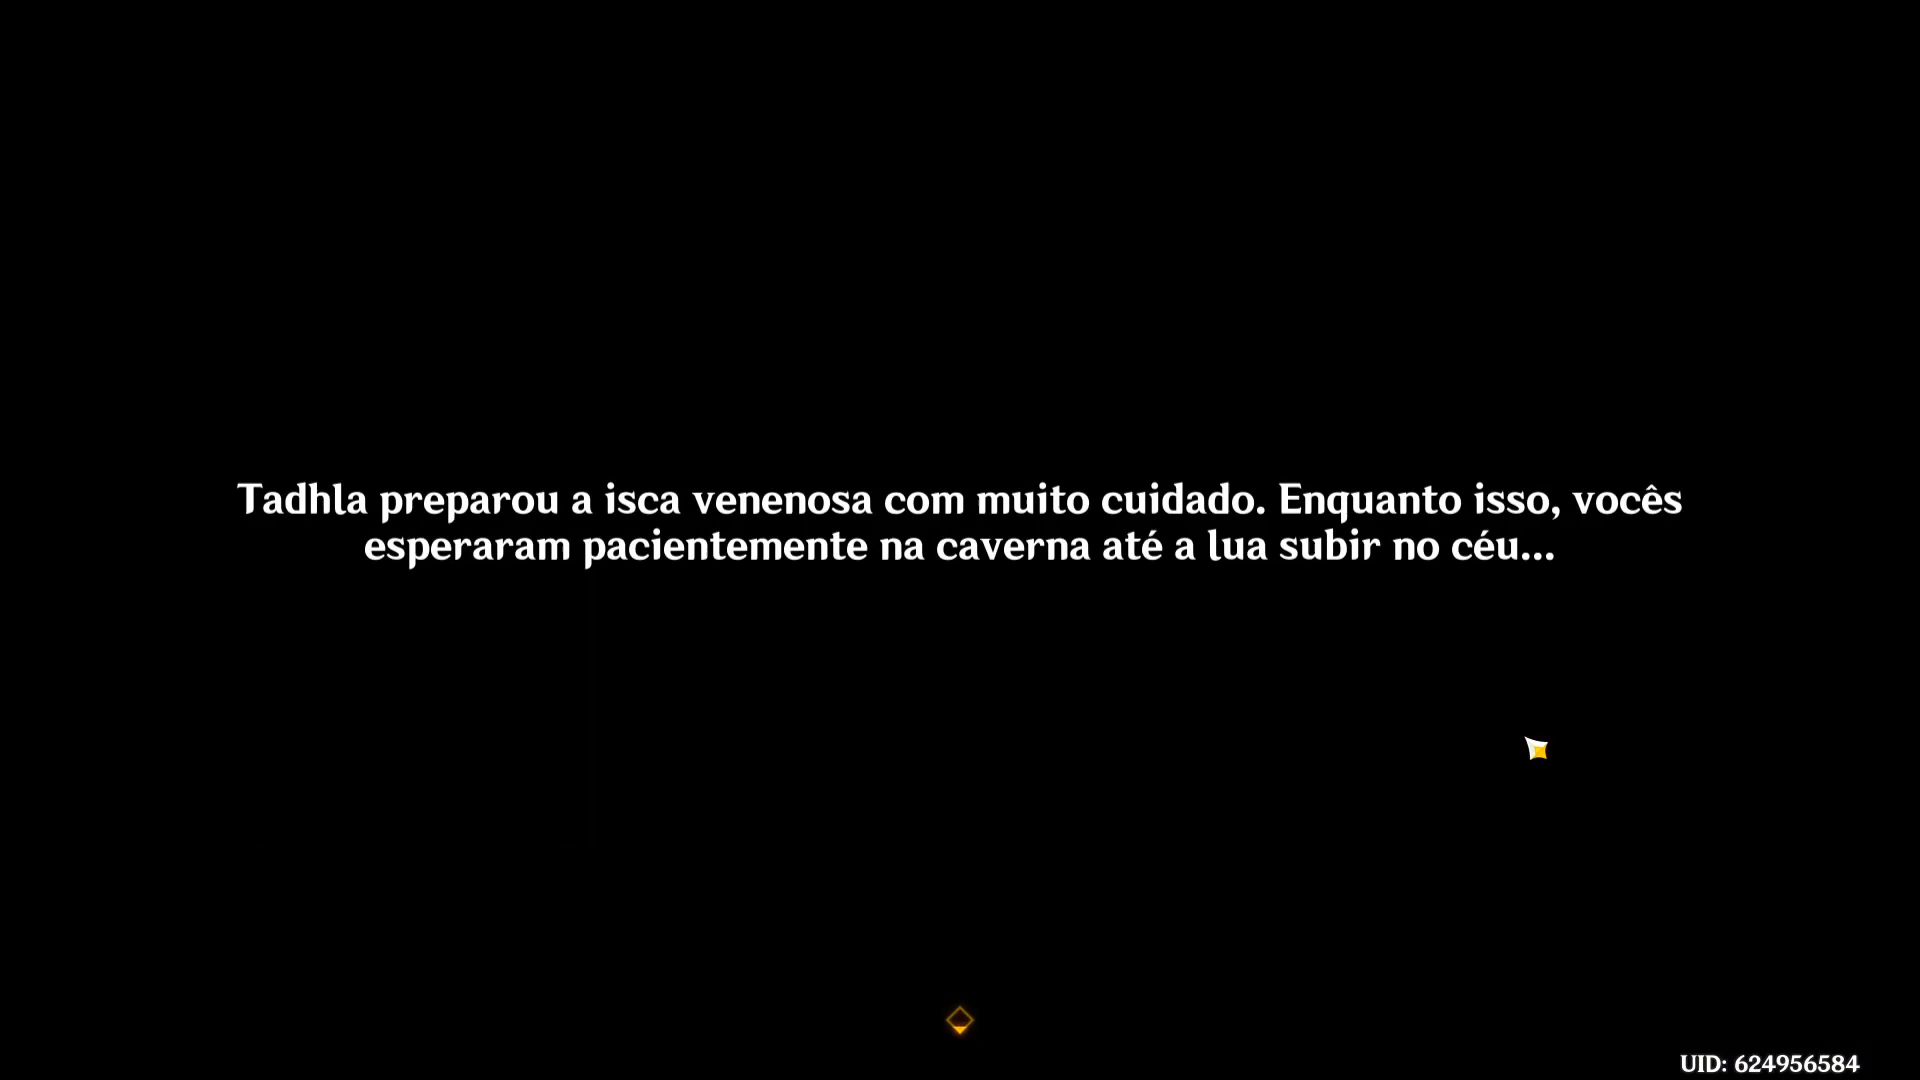 Tadhla preparou a isca venenosa com muito cuidado. Enquanto isso, vocês
esperaram pacientemente na caverna até a lua subir no céu...
UID: 624956584